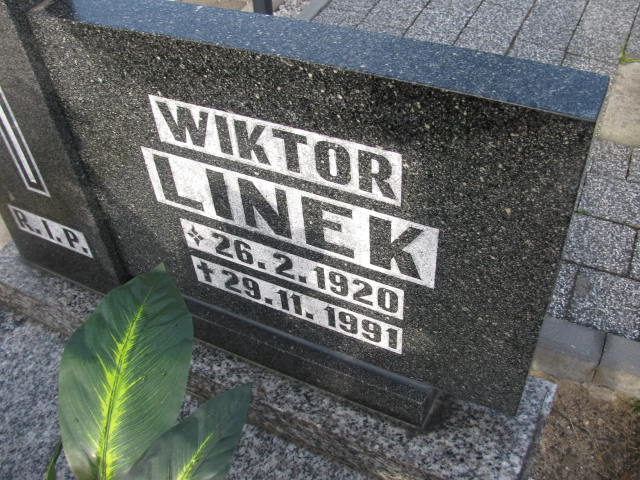 WIKTOR
LINEK
26.2.1920
29.11.1991
R.I.P.